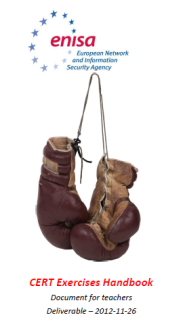 enisa
European Network
and Information
Security Agency
CERT Exercises Handbook
Document for teachers
Deliverable – 2012-11-26